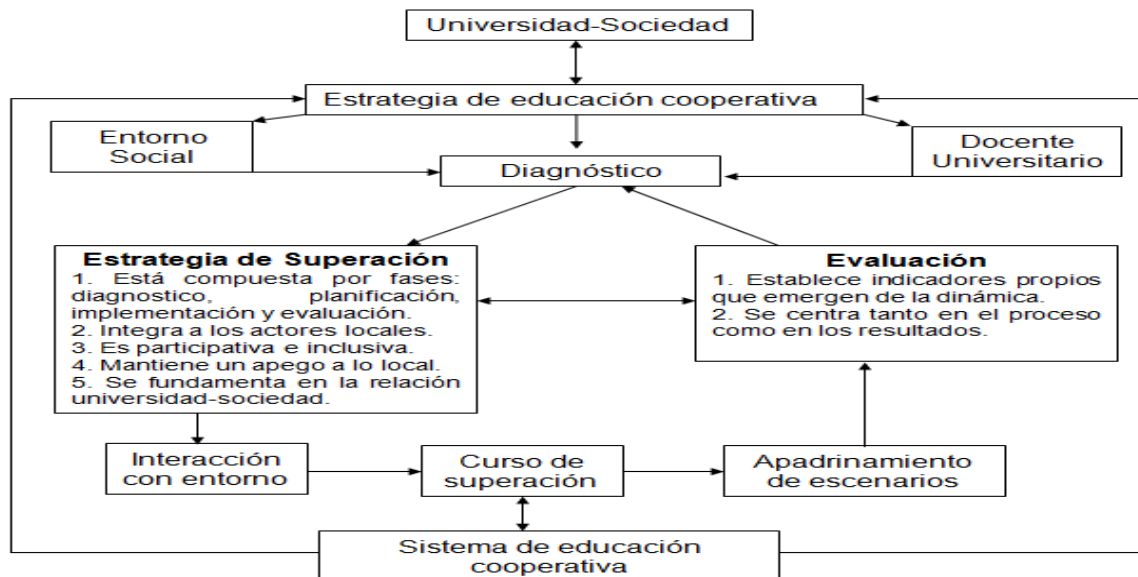 Universidad-Sociedad
Estrategia de educación cooperativa
Entorno
Social
Docente
Universitario
Diagnóstico
Estrategia de Superación
1. Está compuesta por fases:
diagnostico, planificación,
implementación y evaluación.
2. Integra a los actores locales.
3. Es participativa e inclusiva.
4. Mantiene un apego a lo local.
5. Se fundamenta en la relación
universidad-sociedad.
Evaluación
1. Establece indicadores propios
que emergen de la dinámica.
2. Se centra tanto en el proceso
como en los resultados.
Interacción
con entorno
Curso de
superación
Apadrinamiento
de escenarios
Sistema de educación
cooperativa